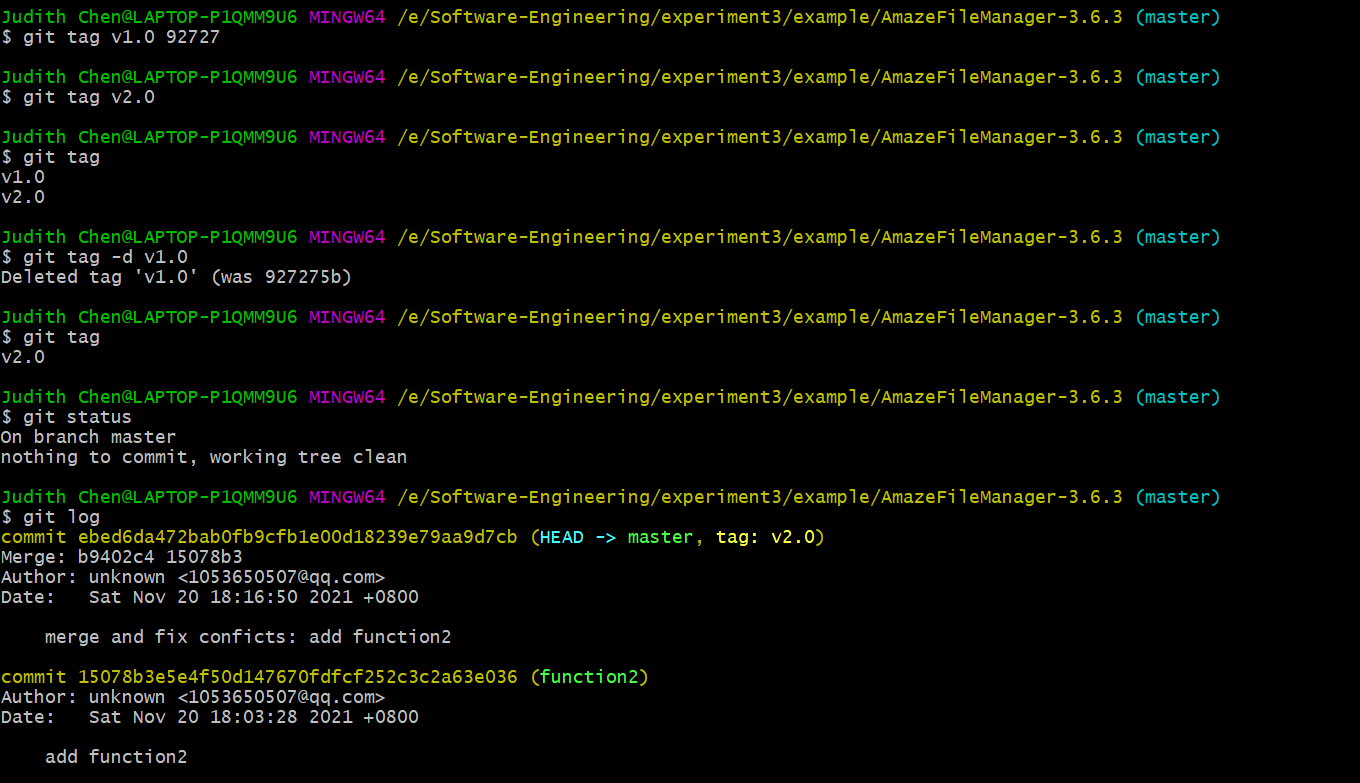 Judith Chen@LAPTOP-P1QMM9U6 MINGW64 /e/Software-Engineering/experiment3/example/AmazeFileManager-3.6.3 (master)
$ git tag v1.0 92727
Judith Chen@LAPTOP-P1QMM9U6 MINGW64 /e/Software-Engineering/experiment3/example/AmazeFileManager-3.6.3 (master)
$ git tag v2.0
Judith Chen@LAPTOP-P1QMM9U6 MINGW64 /e/Software-Engineering/experiment3/example/AmazeFileManager-3.6.3 (master)
$ git tag
v1.0
v2.0
Judith Chen@LAPTOP-P1QMM9U6 MINGW64 /e/Software-Engineering/experiment3/example/AmazeFileManager-3.6.3 (master)
$ git tag -d v1.0
Deleted tag 'v1.0' (was 927275b)
Judith Chen@LAPTOP-P1QMM9U6 MINGW64 /e/Software-Engineering/experiment3/example/AmazeFileManager-3.6.3 (master)
$ git tag
v2.0
Judith Chen@LAPTOP-P1QMM9U6 MINGW64 /e/Software-Engineering/experiment3/example/AmazeFileManager-3.6.3 (master)
$ git status
On branch master
nothing to commit, working tree clean
Judith Chen@LAPTOP-P1QMM9U6 MINGW64 /e/Software-Engineering/experiment3/example/AmazeFileManager-3.6.3 (master)
$ git log
commit ebed6da472bab0fb9cfb1e00d18239e79aa9d7cb (HEAD -> master, tag: v2.0)
Merge: b9402c4 15078b3
Author: unknown <1053650507@qq.com>
Date:   Sat Nov 20 18:16:50 2021 +0800
    merge and fix conficts: add function2
commit 15078b3e5e4f50d147670fdfcf252c3c2a63e036 (function2)
Author: unknown <1053650507@qq.com>
Date:   Sat Nov 20 18:03:28 2021 +0800
    add function2